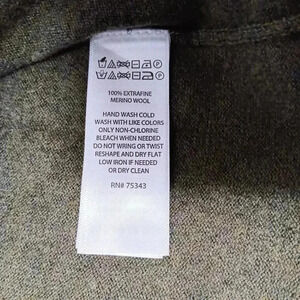 100% EXTRAFINE
MERINO WOOL
HAND WASH COLD
WASH WITH LIKE COLORS
ONLY NON-CHLORINE
BLEACH WHEN NEEDED
DO NOT WRING OR TWIST
RESHAPE AND DRY FLAT
LOW IRON IF NEEDED
OR DRY CLEAN
RN# 75343